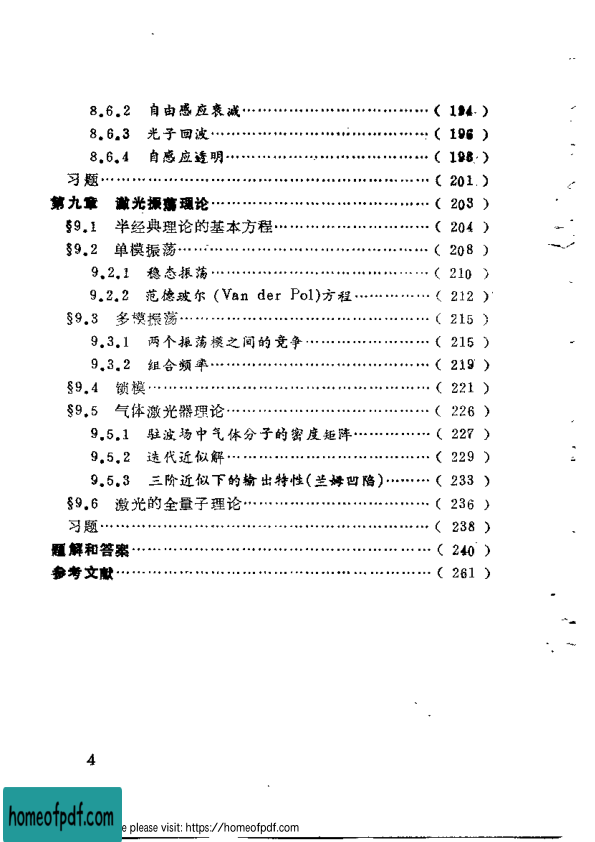 8.6.2 自由感应衰减……………………………( 194 )
8.6.3 光子回波…………………………………( 196 )
8.6.4 自感应透明………………………………( 198 )
习题……………………………………………………( 201 )
第九章 激光振荡理论………………………………( 203 )
§9.1 半经典理论的基本方程……………………( 204 )
§9.2 单模振荡……………………………………( 208 )
9.2.1 稳态振荡…………………………………( 210 )
9.2.2 范德玻尔 (Van der Pol)方程……………( 212 )
§9.3 多模振荡……………………………………( 215 )
9.3.1 两个振荡模之间的竞争…………………( 215 )
9.3.2 组合频率…………………………………( 219 )
§9.4 锁模…………………………………………( 221 )
§9.5 气体激光器理论……………………………( 226 )
9.5.1 驻波场中气体分子的密度矩阵…………( 227 )
9.5.2 迭代近似解………………………………( 229 )
9.5.3 三阶近似下的输出特性(兰姆凹陷)………( 233 )
§9.6 激光的全量子理论…………………………( 236 )
习题……………………………………………………( 238 )
题解和答案……………………………………………( 240 )
参考文献………………………………………………( 261 )
4
homeofpdf.com
e please visit: https://homeofpdf.com